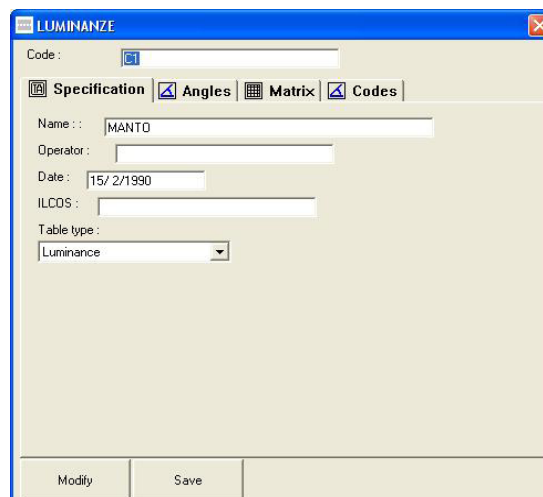 LUMINANZE
Code : C1
Specification Angles Matrix Codes
Name : : MANTO
Operator :
Date : 15/ 2/1990
ILCOS :
Table type :
Luminance
Modify Save